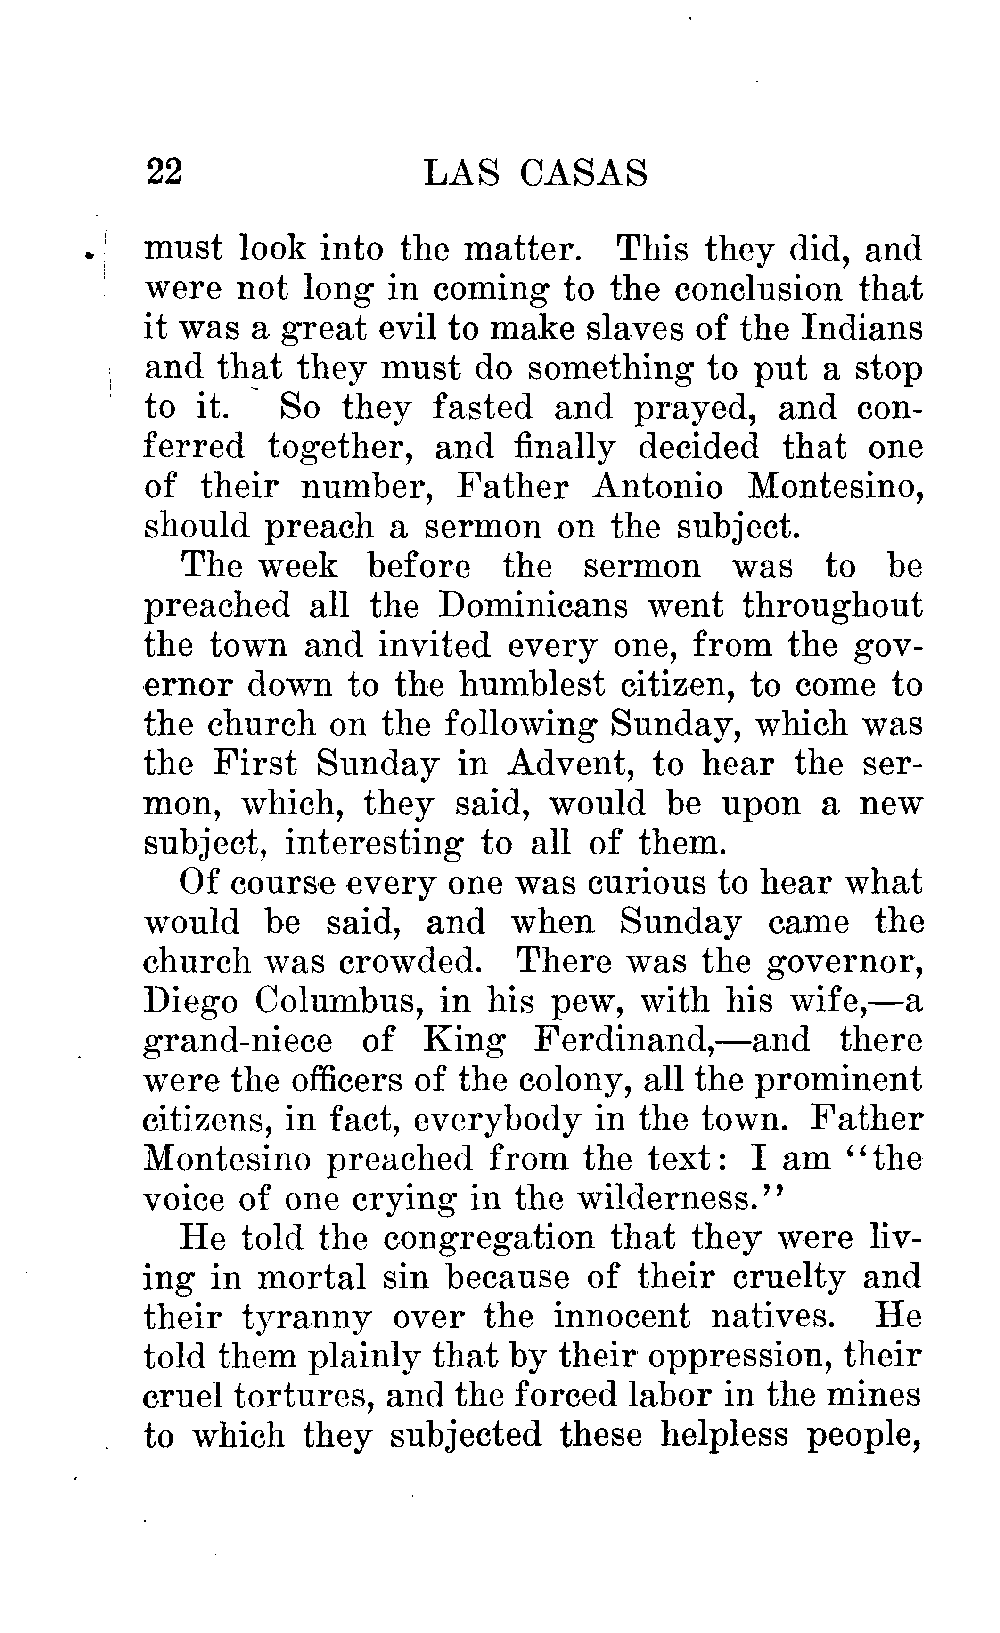 22 LAS CASAS
must look into the matter. This they did, and
were not long in coming to the conclusion that
it was a great evil to make slaves of the Indians
and that they must do something to put a stop
to it. So they fasted and prayed, and con-
ferred together, and finally decided that one
of their number, Father Antonio Montesino,
should preach a sermon on the subject.
The week before the sermon was to be
preached all the Dominicans went throughout
the town and invited every one, from the gov-
ernor down to the humblest citizen, to come to
the church on the following Sunday, which was
the First Sunday in Advent, to hear the ser-
mon, which, they said, would be upon a new
subject, interesting to all of them.
Of course every one was curious to hear what
would be said, and when Sunday came the
church was crowded. There was the governor,
Diego Columbus, in his pew, with his wife,—a
grand-niece of King Ferdinand,—and there
were the officers of the colony, all the prominent
citizens, in fact, everybody in the town. Father
Montesino preached from the text: I am "the
voice of one crying in the wilderness."
He told the congregation that they were liv-
ing in mortal sin because of their cruelty and
their tyranny over the innocent natives. He
told them plainly that by their oppression, their
cruel tortures, and the forced labor in the mines
to which they subjected these helpless people,